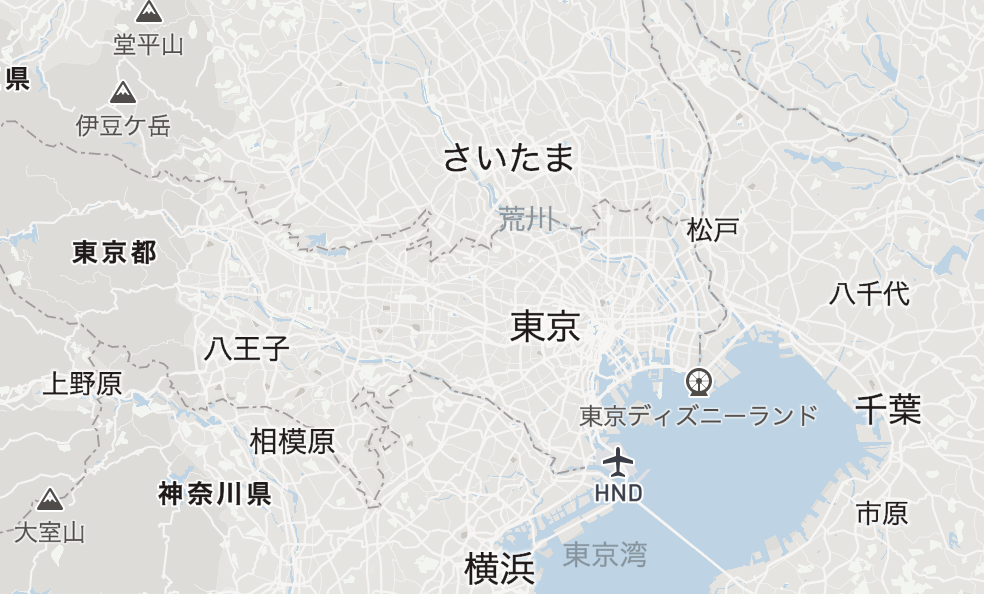 堂平山
県
伊豆ケ岳
さいたま
荒川
松戸
東京都
八千代
東京
八王子
上野原
千葉
東京ディズニーランド
相模原
HND
神奈川県
大室山
市原
東京湾
横浜